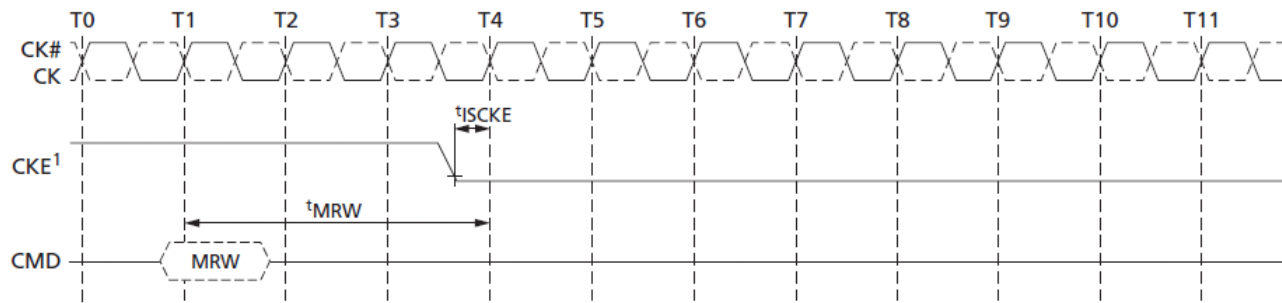 T0 T1 T2 T3 T4 T5 T6 T7 T8 T9 T10 T11
CK#
CK
tISCKE
CKE1
tMRW
CMD MRW